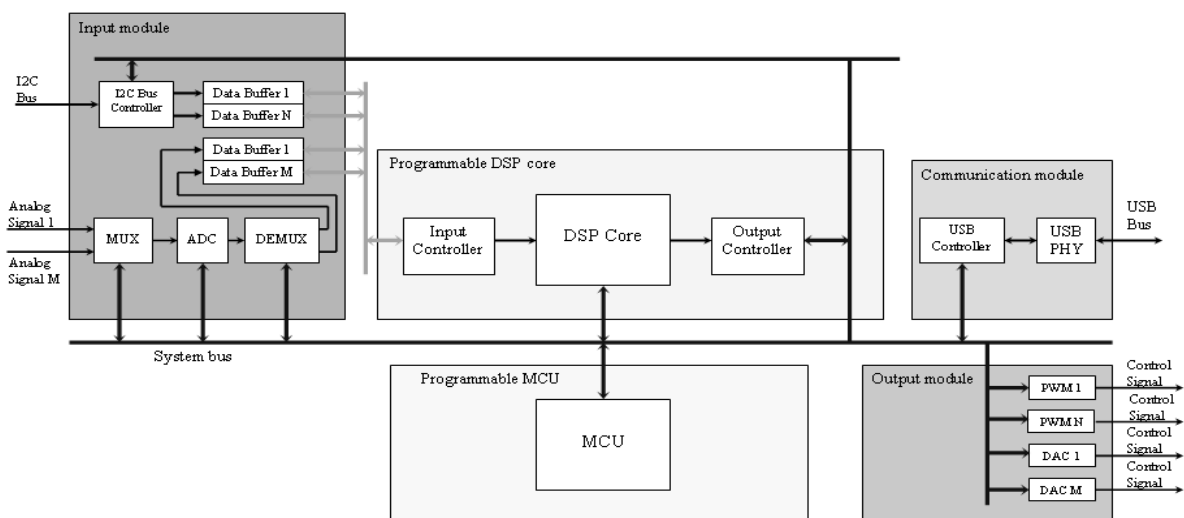 Input module
I2C
Bus
I2C Bus
Controller
Data Buffer 1
Data Buffer N
Data Buffer 1
Data Buffer M
Analog
Signal 1
Analog
Signal M
MUX
ADC
DEMUX
Programmable DSP core
Input
Controller
DSP Core
Output
Controller
Communication module
USB
Controller
USB
PHY
USB
Bus
System bus
Programmable MCU
MCU
Output module
PWM 1
PWM N
DAC 1
DAC M
Control
Signal
Control
Signal
Control
Signal
Control
Signal